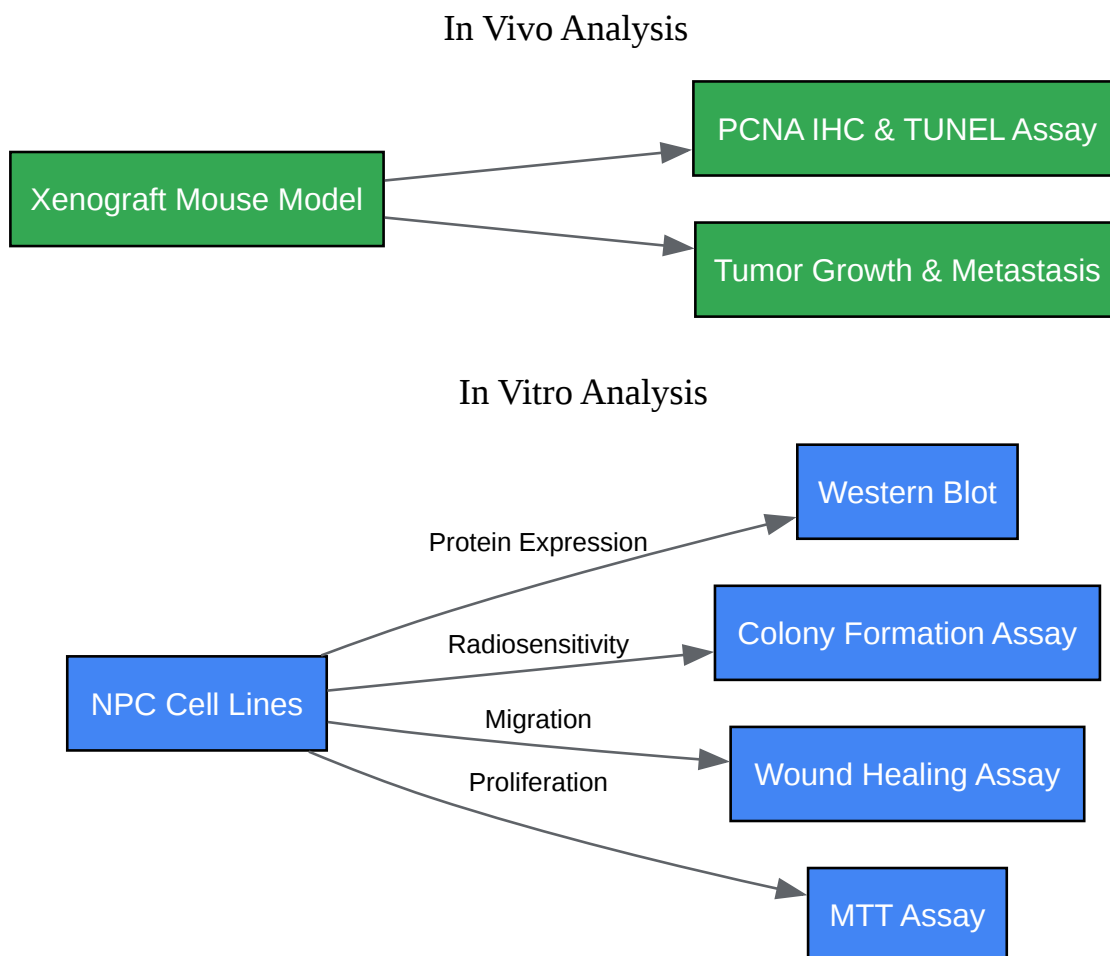 In Vivo Analysis
PCNA IHC & TUNEL Assay
Xenograft Mouse Model
Tumor Growth & Metastasis
In Vitro Analysis
Western Blot
Protein Expression
Colony Formation Assay
Radiosensitivity
NPC Cell Lines
Migration
Wound Healing Assay
Proliferation
MTT Assay